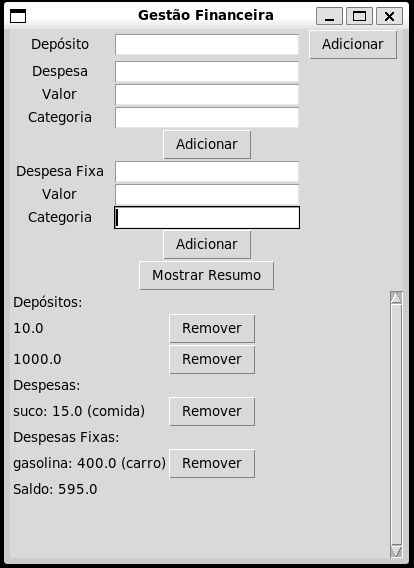 Gestão Financeira
Depósito Adicionar
Despesa
Valor
Categoria
Adicionar
Despesa Fixa
Valor
Categoria
Adicionar
Mostrar Resumo
Depósitos:
10.0 Remover
1000.0 Remover
Despesas:
suco: 15.0 (comida) Remover
Despesas Fixas:
gasolina: 400.0 (carro) Remover
Saldo: 595.0